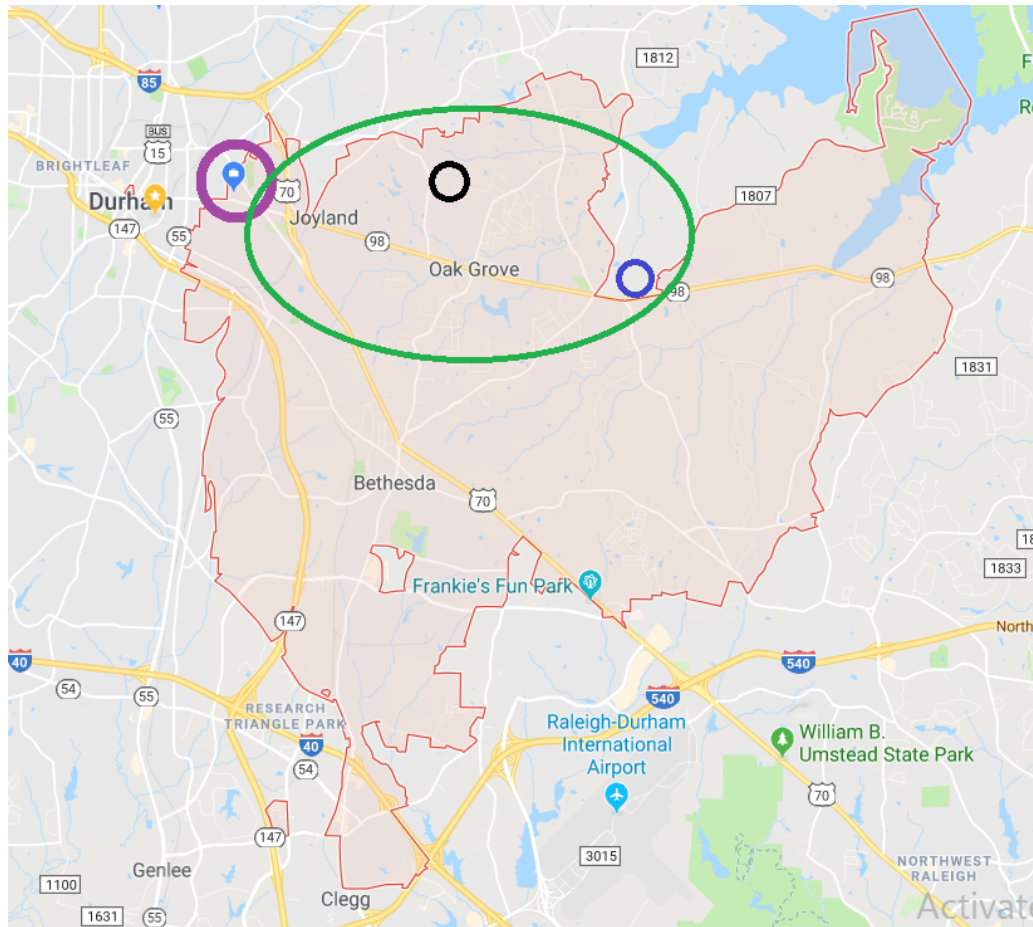 1812
85
BUS
15
BRIGHTLEAF
1807
70
Durham
Joyland
147
55
98
Oak Grove
98
98
1831
55
Bethesda
70
Frankie's Fun Park
1833
147
North
40
540
54
55
540
RESEARCH
TRIANGLE PARK
Raleigh-Durham
International
Airport
William B.
Umstead State Park
40
54
70
147
3015
Genlee
NORTHWEST
RALEIGH
1100
Clegg
1631
55
Activate